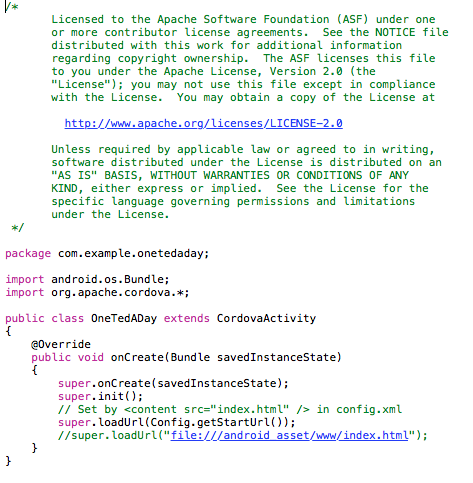 /*
       Licensed to the Apache Software Foundation (ASF) under one
       or more contributor license agreements.  See the NOTICE file
       distributed with this work for additional information
       regarding copyright ownership.  The ASF licenses this file
       to you under the Apache License, Version 2.0 (the
       "License"); you may not use this file except in compliance
       with the License.  You may obtain a copy of the License at

         http://www.apache.org/licenses/LICENSE-2.0

       Unless required by applicable law or agreed to in writing,
       software distributed under the License is distributed on an
       "AS IS" BASIS, WITHOUT WARRANTIES OR CONDITIONS OF ANY
       KIND, either express or implied.  See the License for the
       specific language governing permissions and limitations
       under the License.
 */

package com.example.onetedaday;

import android.os.Bundle;
import org.apache.cordova.*;

public class OneTedADay extends CordovaActivity
{
    @Override
    public void onCreate(Bundle savedInstanceState)
    {
        super.onCreate(savedInstanceState);
        super.init();
        // Set by <content src="index.html" /> in config.xml
        super.loadUrl(Config.getStartUrl());
        //super.loadUrl("file:///android_asset/www/index.html");
    }
}